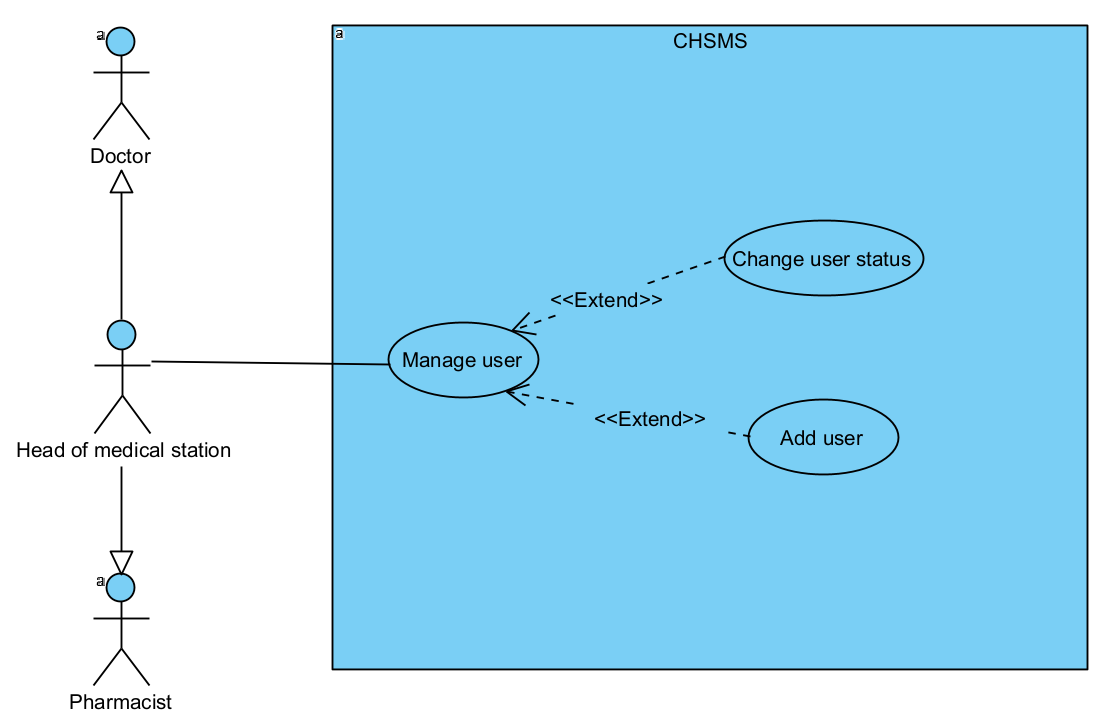 a
Doctor
a
CHSMS
Change user status
<<Extend>>
Manage user
<<Extend>>
Add user
Head of medical station
a
Pharmacist